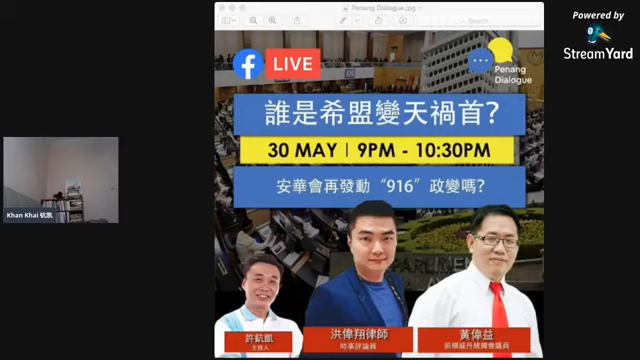 Penang Dialogue.jpg
Search
Powered by
StreamYard
f LIVE
Penang
Dialogue
誰是希盟變天禍首?
30 MAY | 9PM - 10:30PM
安華會再發動“916”政變嗎?
Khan Khai 钪凱
許鈧凱
主持人
洪偉翔律師
時事評論員
黃偉益
前檳城丹絨國會議員